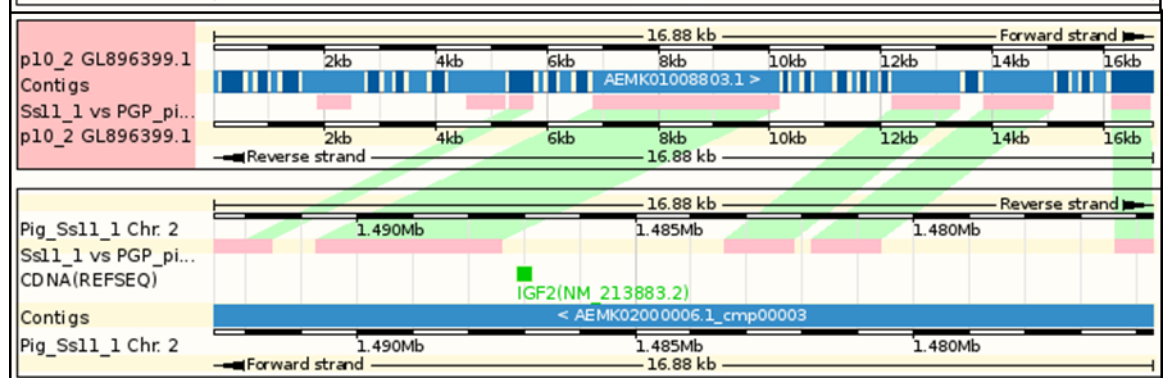 16.88 kb Forward strand
p10_2 GL896399.1 2kb 4kb 6kb 8kb 10kb 12kb 14kb 16kb
Contigs AEMK01008803.1 >
Ss11_1 vs PGP_pi...
p10_2 GL896399.1 2kb 4kb 6kb 8kb 10kb 12kb 14kb 16kb
Reverse strand 16.88 kb
16.88 kb Reverse strand
Pig_Ss11_1 Chr. 2 1.490Mb 1.485Mb 1.480Mb
Ss11_1 vs PGP_pi...
CDNA(REFSEQ)
IGF2(NM_213883.2)
Contigs < AEMK02000006.1_cmp00003
Pig_Ss11_1 Chr. 2 1.490Mb 1.485Mb 1.480Mb
Forward strand 16.88 kb